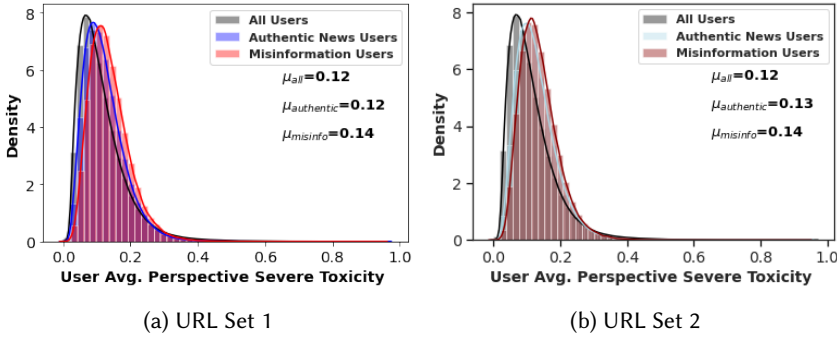 All Users
Authentic News Users
Misinformation Users
μall=0.12
μauthentic=0.12
μmisinfo=0.14
Density
8
6
4
2
0
0.0 0.2 0.4 0.6 0.8 1.0
User Avg. Perspective Severe Toxicity
(a) URL Set 1
All Users
Authentic News Users
Misinformation Users
μall=0.12
μauthentic=0.13
μmisinfo=0.14
Density
8
6
4
2
0
0.0 0.2 0.4 0.6 0.8 1.0
User Avg. Perspective Severe Toxicity
(b) URL Set 2